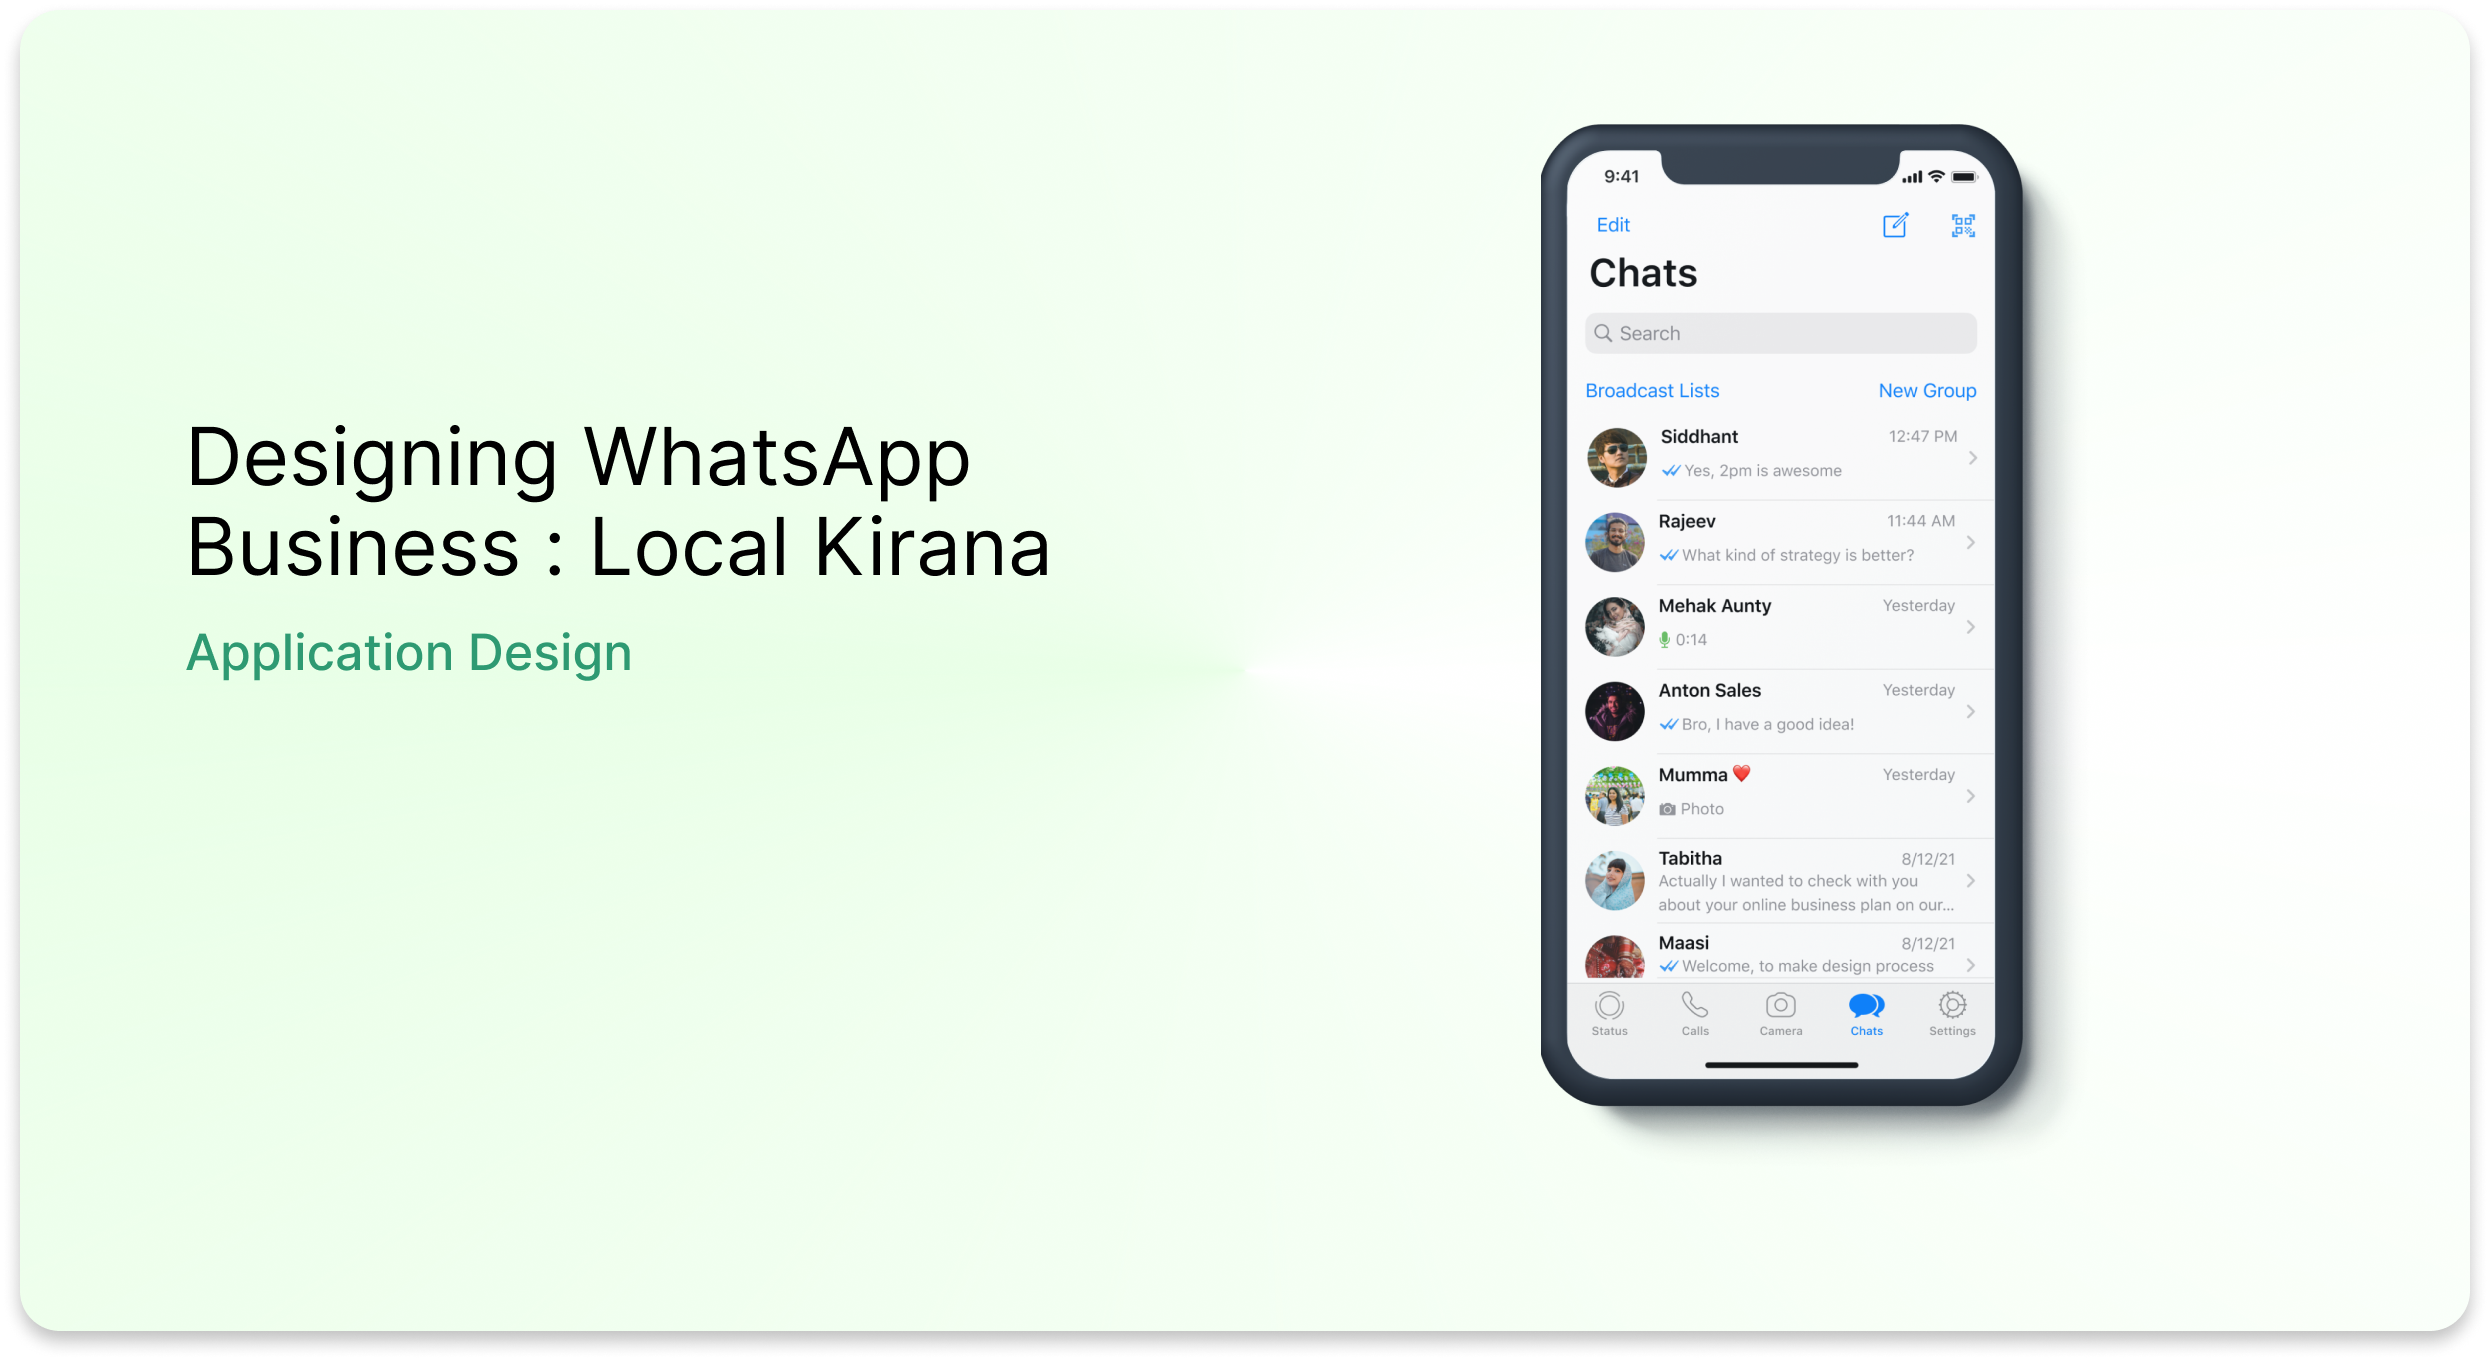 Designing WhatsApp
Business : Local Kirana
Application Design
9:41
Edit
Chats
Search
Broadcast Lists New Group
Siddhant 12:47 PM
Yes, 2pm is awesome
Rajeev 11:44 AM
What kind of strategy is better?
Mehak Aunty Yesterday
0:14
Anton Sales Yesterday
Bro, I have a good idea!
Mumma ❤️ Yesterday
Photo
Tabitha 8/12/21
Actually I wanted to check with you
about your online business plan on our...
Maasi 8/12/21
Welcome, to make design process
Status Calls Camera Chats Settings